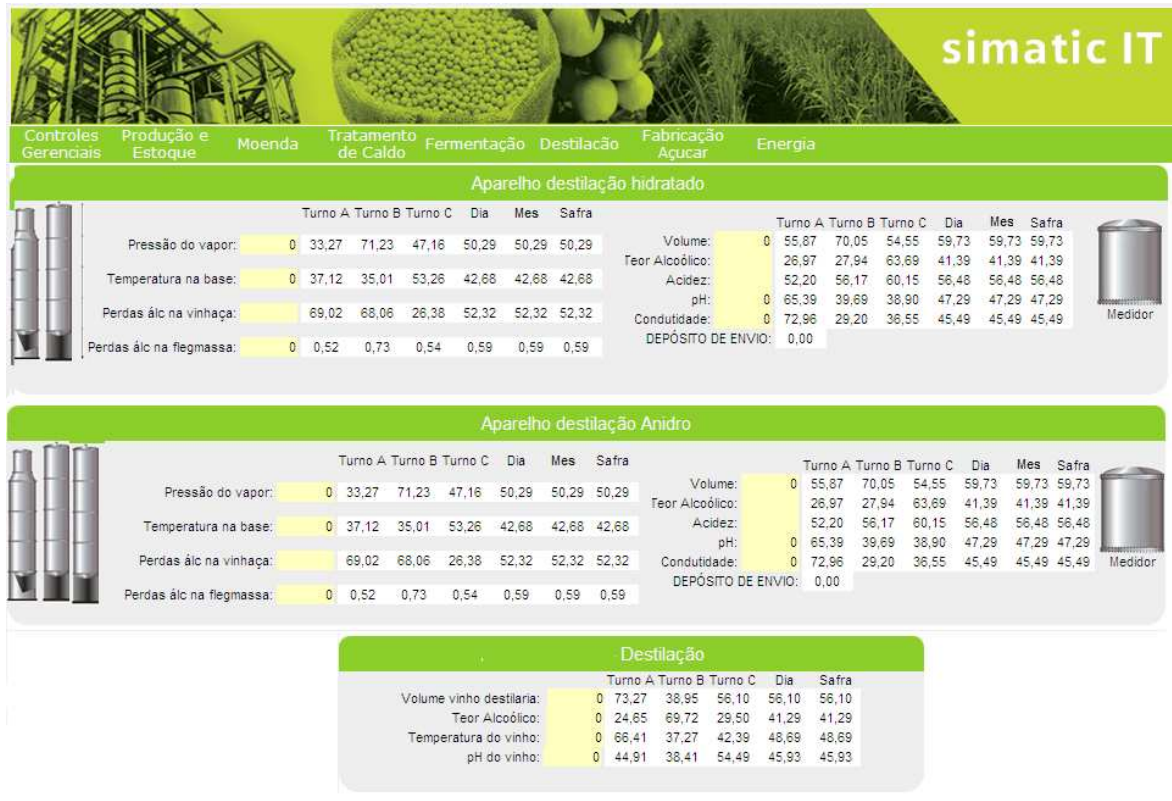 simatic IT
Controles Gerenciais Produção e Estoque Moenda Tratamento de Caldo Fermentação Destilacão Fabricação Açucar Energia
Aparelho destilação hidratado
Turno A Turno B Turno C Dia Mes Safra
Pressão do vapor: 0 33,27 71,23 47,16 50,29 50,29 50,29
Temperatura na base: 0 37,12 35,01 53,26 42,68 42,68 42,68
Perdas álc na vinhaça: 69,02 68,06 26,38 52,32 52,32 52,32
Perdas álc na flegmassa: 0 0,52 0,73 0,54 0,59 0,59 0,59
Turno A Turno B Turno C Dia Mes Safra
Volume: 0 55,87 70,05 54,55 59,73 59,73 59,73
Teor Alcoólico: 26,97 27,94 63,69 41,39 41,39 41,39
Acidez: 52,20 56,17 60,15 56,48 56,48 56,48
pH: 0 65,39 39,69 38,90 47,29 47,29 47,29
Condutidade: 0 72,96 29,20 36,55 45,49 45,49 45,49
DEPÓSITO DE ENVIO: 0,00
Medidor
Aparelho destilação Anidro
Turno A Turno B Turno C Dia Mes Safra
Pressão do vapor: 0 33,27 71,23 47,16 50,29 50,29 50,29
Temperatura na base: 0 37,12 35,01 53,26 42,68 42,68 42,68
Perdas álc na vinhaça: 69,02 68,06 26,38 52,32 52,32 52,32
Perdas álc na flegmassa: 0 0,52 0,73 0,54 0,59 0,59 0,59
Turno A Turno B Turno C Dia Mes Safra
Volume: 0 55,87 70,05 54,55 59,73 59,73 59,73
Teor Alcoólico: 26,97 27,94 63,69 41,39 41,39 41,39
Acidez: 52,20 56,17 60,15 56,48 56,48 56,48
pH: 0 65,39 39,69 38,90 47,29 47,29 47,29
Condutidade: 0 72,96 29,20 36,55 45,49 45,49 45,49
DEPÓSITO DE ENVIO: 0,00
Medidor
Destilação
Turno A Turno B Turno C Dia Safra
Volume vinho destilaria: 0 73,27 38,95 56,10 56,10 56,10
Teor Alcoólico: 0 24,65 69,72 29,50 41,29 41,29
Temperatura do vinho: 0 66,41 37,27 42,39 48,69 48,69
pH do vinho: 0 44,91 38,41 54,49 45,93 45,93